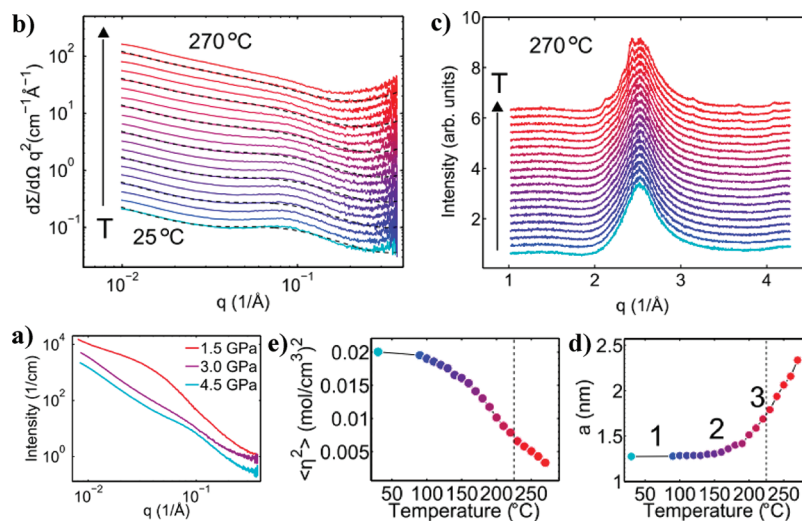 b)
270 °C
T
25 °C
dΣ/dΩ q²(cm⁻¹Å⁻¹)
10²
10¹
10⁰
10⁻¹
10⁻² 10⁻¹
q (1/Å)
c)
270 °C
T
Intensity (arb. units)
8
6
4
2
1 2 3 4
q (1/Å)
a)
1.5 GPa
3.0 GPa
4.5 GPa
Intensity (1/cm)
10⁴
10²
10⁰
10⁻² 10⁻¹
q (1/Å)
e)
<η²> (mol/cm³)²
0.02
0.015
0.01
0.005
50 100 150 200 250
Temperature (°C)
d)
1 2 3
a (nm)
2.5
2
1.5
1
50 100 150 200 250
Temperature (°C)